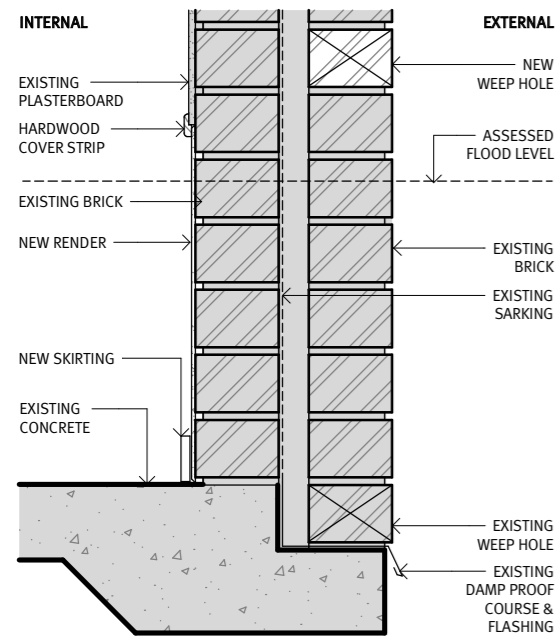 INTERNAL
EXTERNAL
EXISTING
PLASTERBOARD
HARDWOOD
COVER STRIP
EXISTING BRICK
NEW RENDER
NEW SKIRTING
EXISTING
CONCRETE
NEW
WEEP HOLE
ASSESSED
FLOOD LEVEL
EXISTING
BRICK
EXISTING
SARKING
EXISTING
WEEP HOLE
EXISTING
DAMP PROOF
COURSE &
FLASHING